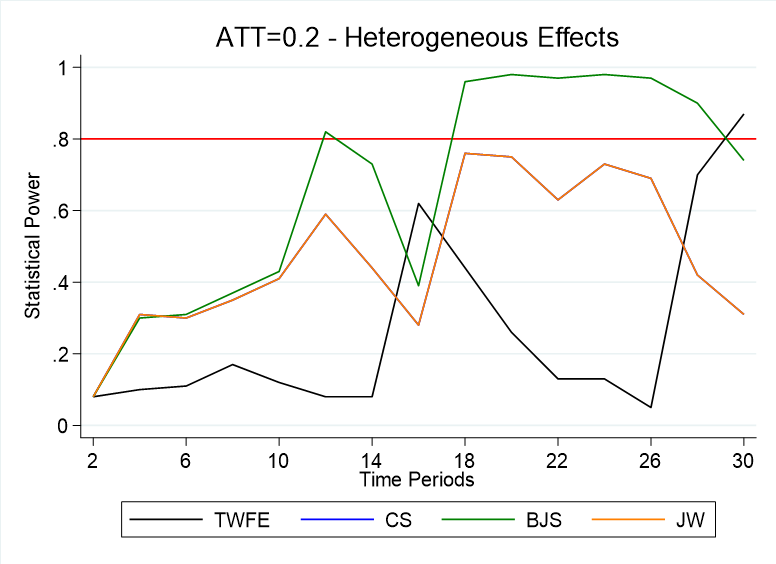 ATT=0.2 - Heterogeneous Effects
Statistical Power
1
.8
.6
.4
.2
0
2 6 10 14 18 22 26 30
Time Periods
TWFE CS BJS JW